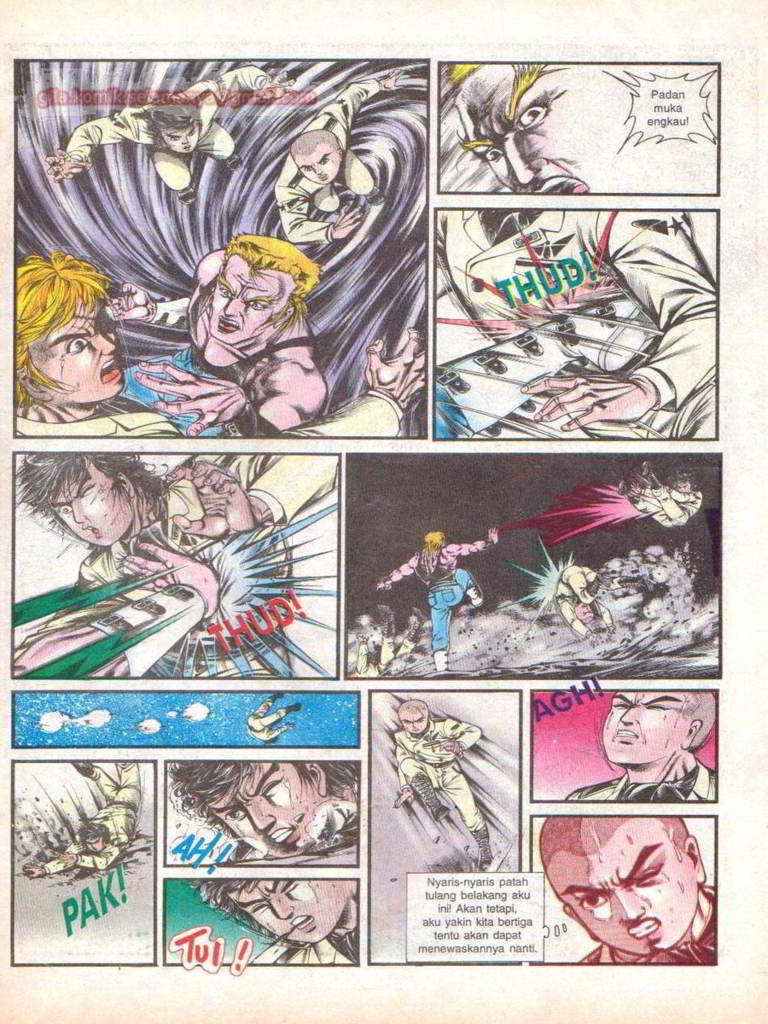 Padan
muka
engkau!
THUD!
THUD!
AGH!
PAK!
AH!
TUI!
Nyaris-nyaris patah
tulang belakang aku
ini! Akan tetapi,
aku yakin kita bertiga
tentu akan dapat
menewaskannya nanti.